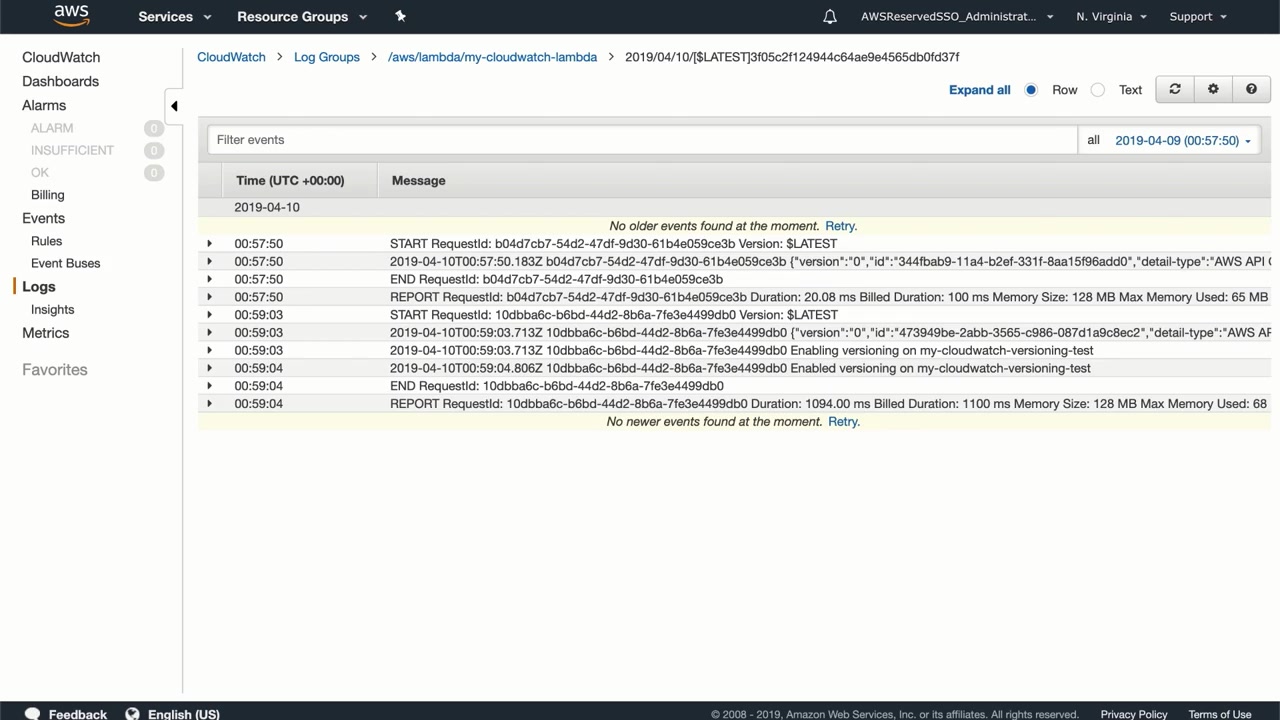 aws Services Resource Groups AWSReservedSSO_Administrat... N. Virginia Support
CloudWatch
Dashboards
Alarms
ALARM 0
INSUFFICIENT 0
OK 0
Billing
Events
Rules
Event Buses
Logs
Insights
Metrics
Favorites
CloudWatch > Log Groups > /aws/lambda/my-cloudwatch-lambda > 2019/04/10/[$LATEST]3f05c2f124944c64ae9e4565db0fd37f
Expand all Row Text
Filter events all 2019-04-09 (00:57:50)
Time (UTC +00:00) Message
2019-04-10
No older events found at the moment. Retry.
00:57:50 START RequestId: b04d7cb7-54d2-47df-9d30-61b4e059ce3b Version: $LATEST
00:57:50 2019-04-10T00:57:50.183Z b04d7cb7-54d2-47df-9d30-61b4e059ce3b {"version":"0","id":"344fbab9-11a4-b2ef-331f-8aa15f96add0","detail-type":"AWS API
00:57:50 END RequestId: b04d7cb7-54d2-47df-9d30-61b4e059ce3b
00:57:50 REPORT RequestId: b04d7cb7-54d2-47df-9d30-61b4e059ce3b Duration: 20.08 ms Billed Duration: 100 ms Memory Size: 128 MB Max Memory Used: 65 MB
00:59:03 START RequestId: 10dbba6c-b6bd-44d2-8b6a-7fe3e4499db0 Version: $LATEST
00:59:03 2019-04-10T00:59:03.713Z 10dbba6c-b6bd-44d2-8b6a-7fe3e4499db0 {"version":"0","id":"473949be-2abb-3565-c986-087d1a9c8ec2","detail-type":"AWS AP
00:59:03 2019-04-10T00:59:03.713Z 10dbba6c-b6bd-44d2-8b6a-7fe3e4499db0 Enabling versioning on my-cloudwatch-versioning-test
00:59:04 2019-04-10T00:59:04.806Z 10dbba6c-b6bd-44d2-8b6a-7fe3e4499db0 Enabled versioning on my-cloudwatch-versioning-test
00:59:04 END RequestId: 10dbba6c-b6bd-44d2-8b6a-7fe3e4499db0
00:59:04 REPORT RequestId: 10dbba6c-b6bd-44d2-8b6a-7fe3e4499db0 Duration: 1094.00 ms Billed Duration: 1100 ms Memory Size: 128 MB Max Memory Used: 68
No newer events found at the moment. Retry.
Feedback English (US) © 2008 - 2019, Amazon Web Services, Inc. or its affiliates. All rights reserved. Privacy Policy Terms of Use